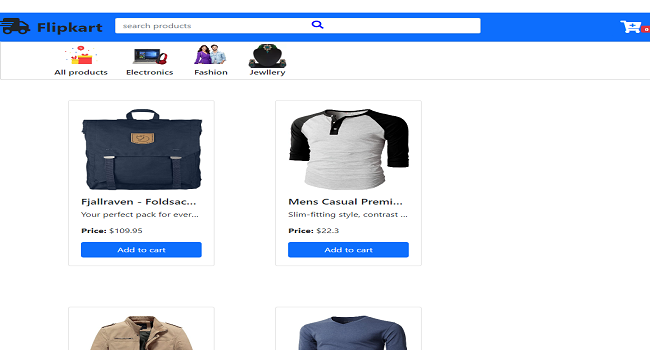 Flipkart
search products
0
All products
Electronics
Fashion
Jewllery
Fjallraven - Foldsac...
Your perfect pack for ever...
Price: $109.95
Add to cart
Mens Casual Premi...
Slim-fitting style, contrast ...
Price: $22.3
Add to cart